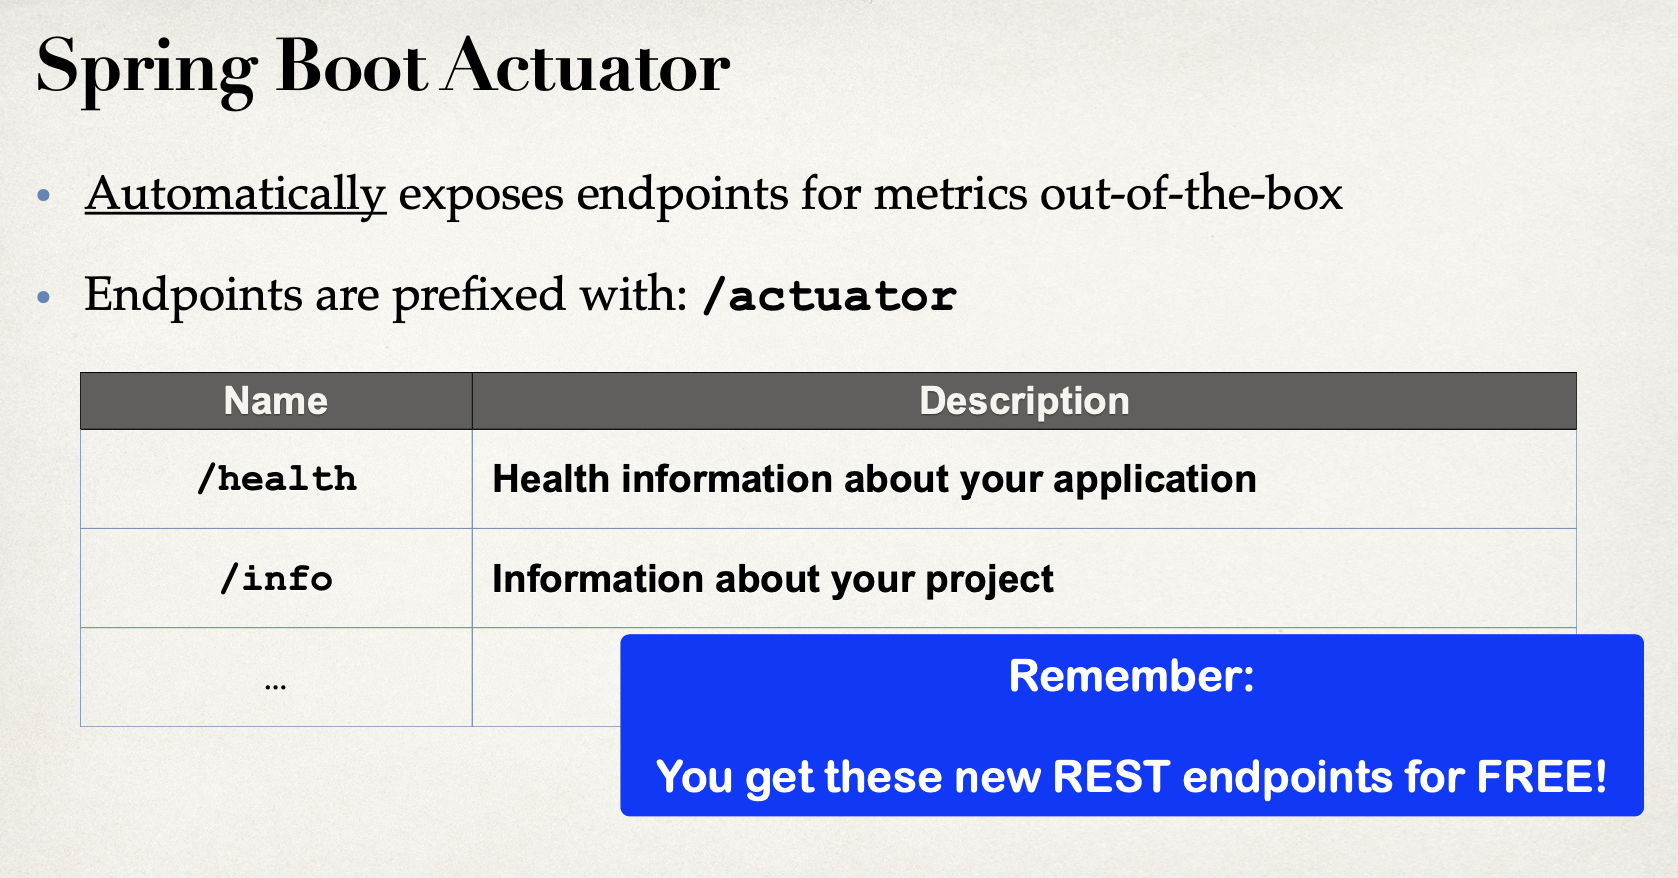 Spring Boot Actuator
• Automatically exposes endpoints for metrics out-of-the-box
• Endpoints are prefixed with: /actuator
Name Description
/health Health information about your application
/info Information about your project
...
Remember:
You get these new REST endpoints for FREE!